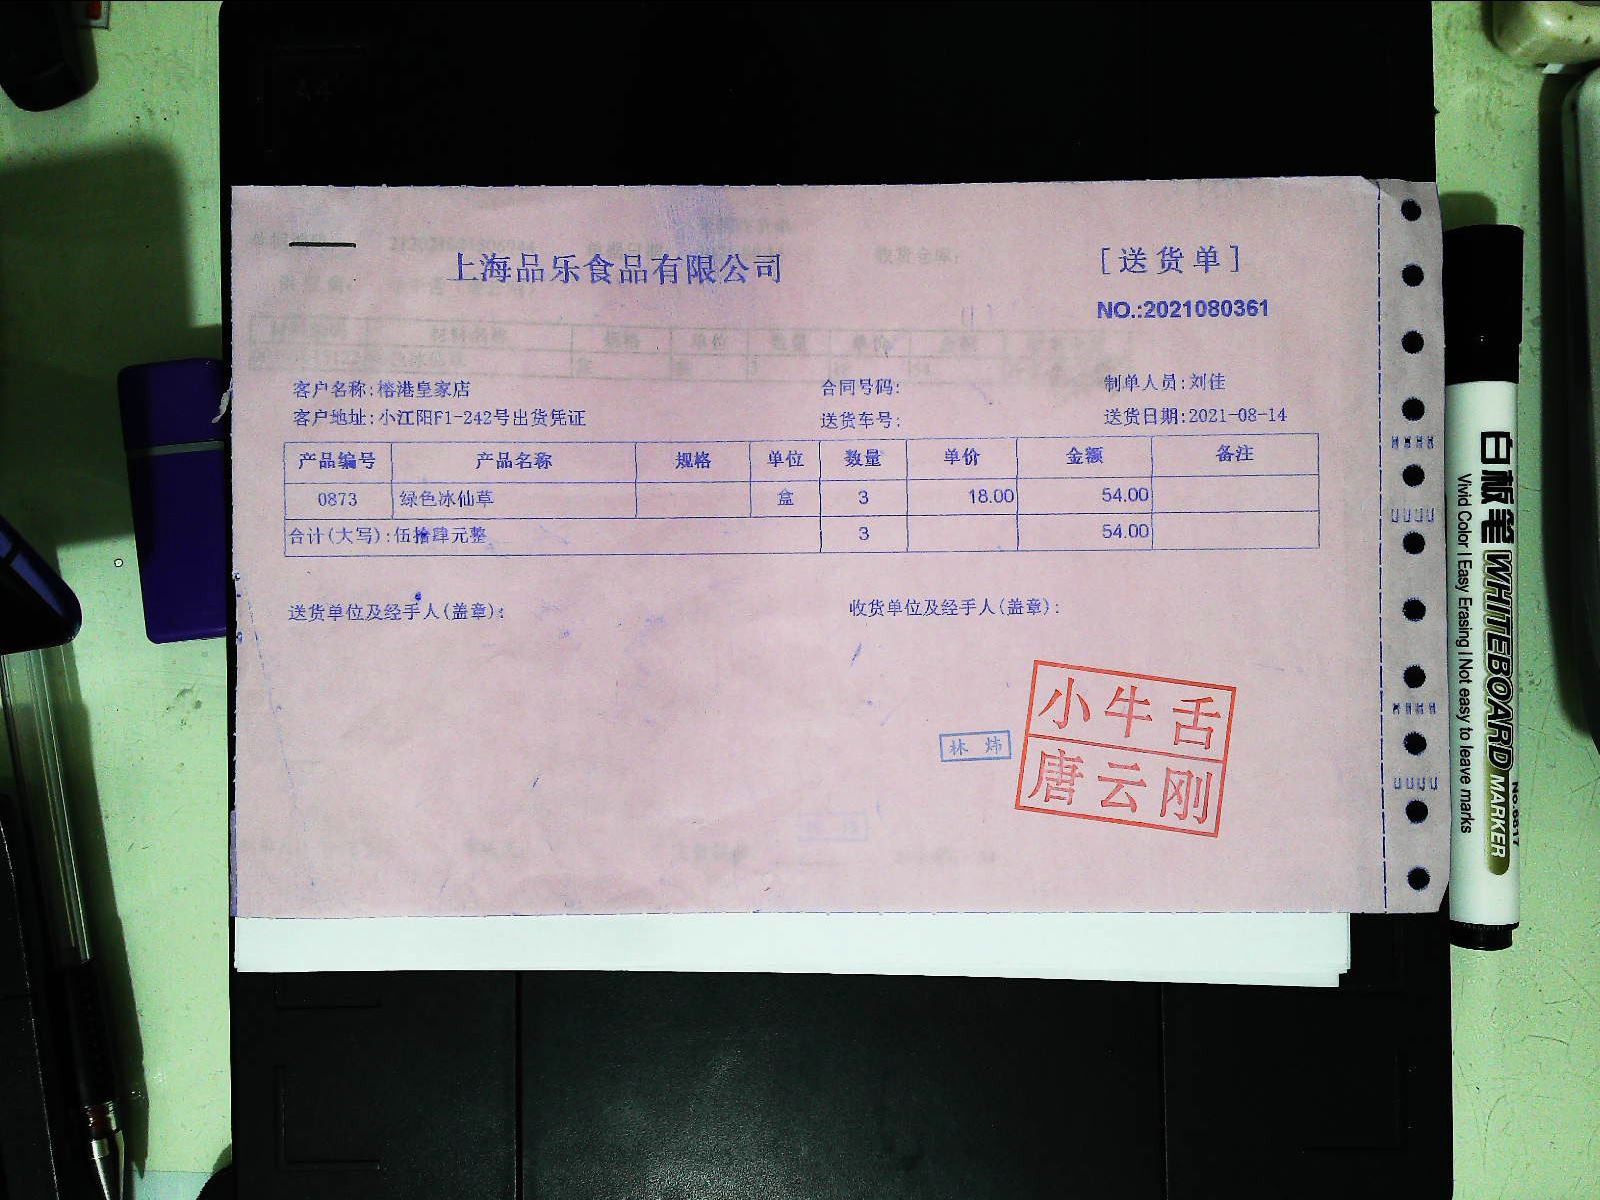 上海品乐食品有限公司
[送货单]
NO.:2021080361
客户名称:榕港皇家店 合同号码: 制单人员:刘佳
客户地址:小江阳F1-242号出货凭证 送货车号: 送货日期:2021-08-14
产品编号 产品名称 规格 单位 数量 单价 金额 备注
0873 绿色冰仙草 盒 3 18.00 54.00
合计(大写):伍拾肆元整 3 54.00
送货单位及经手人(盖章): 收货单位及经手人(盖章):
林炜
小牛舌
唐云刚
白板笔 WHITEBOARD MARKER
Vivid Color | Easy Erasing | Not easy to leave marks